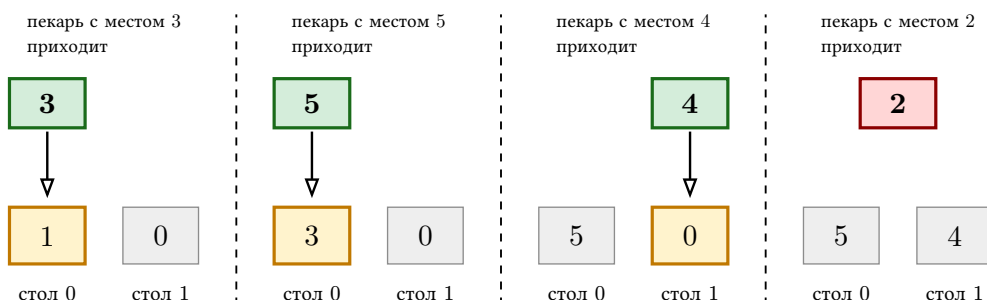 пекарь с местом 3
приходит
3
1
0
стол 0
стол 1
пекарь с местом 5
приходит
5
3
0
стол 0
стол 1
пекарь с местом 4
приходит
4
5
0
стол 0
стол 1
пекарь с местом 2
приходит
2
5
4
стол 0
стол 1